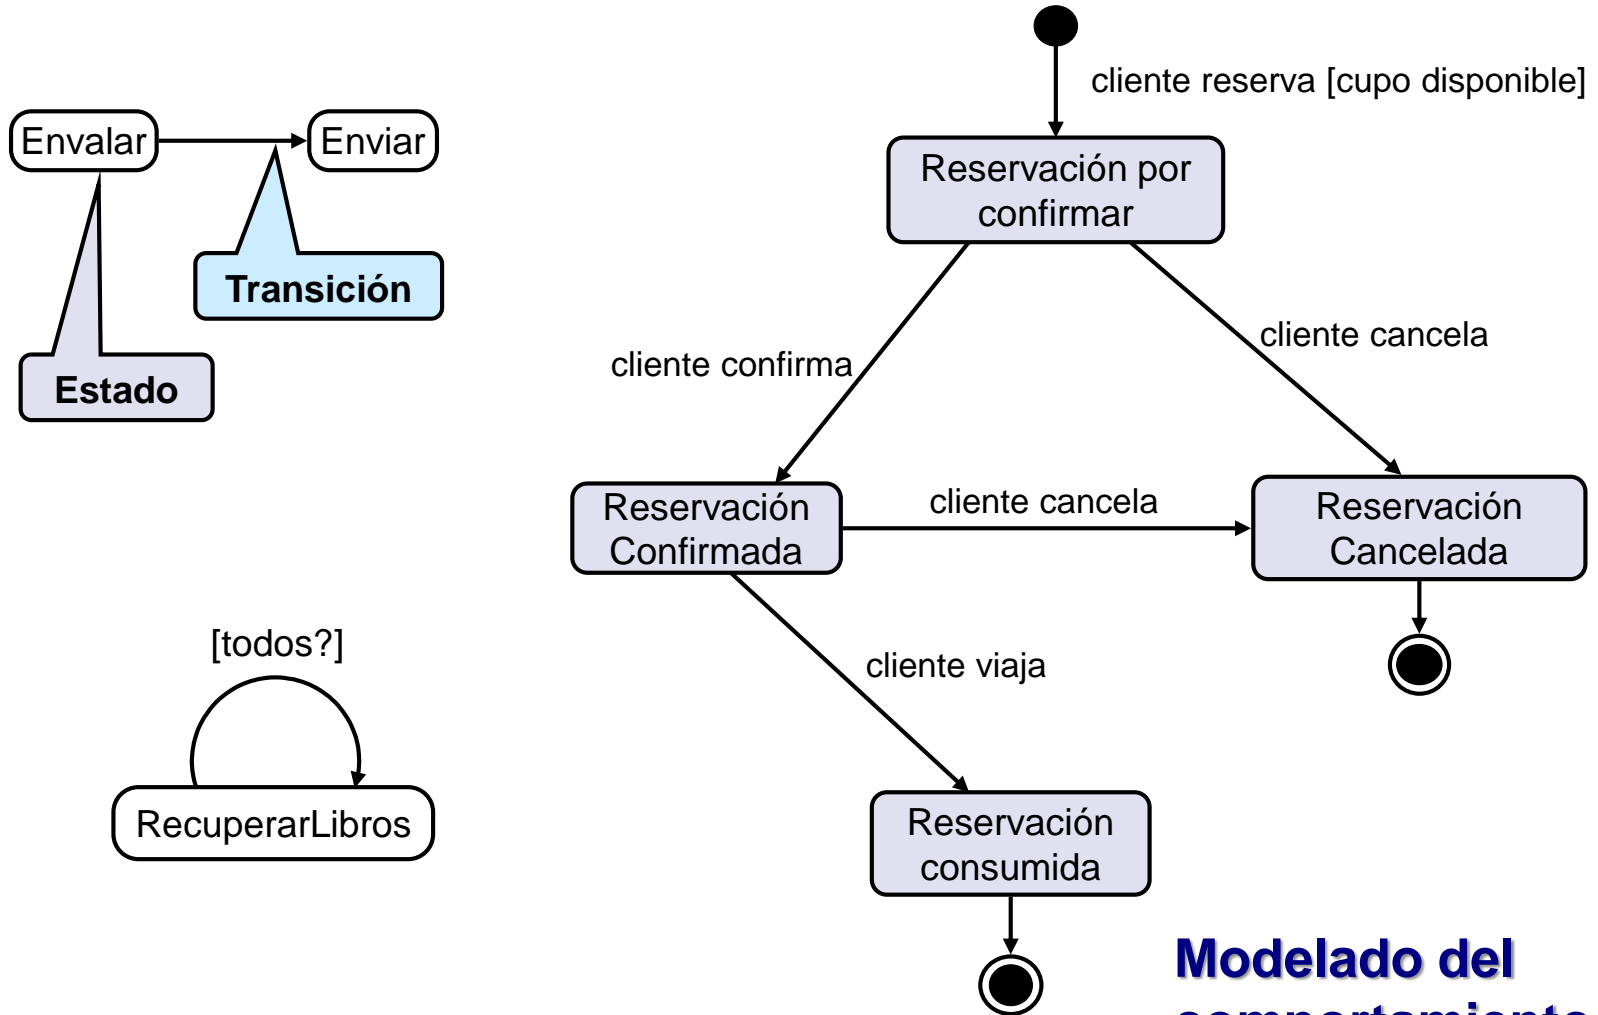 cliente reserva [cupo disponible]
Envalar
Enviar
Reservación por
confirmar
Transición
Estado
cliente confirma
cliente cancela
Reservación
Confirmada
cliente cancela
Reservación
Cancelada
[todos?]
cliente viaja
RecuperarLibros
Reservación
consumida
Modelado del
comportamiento